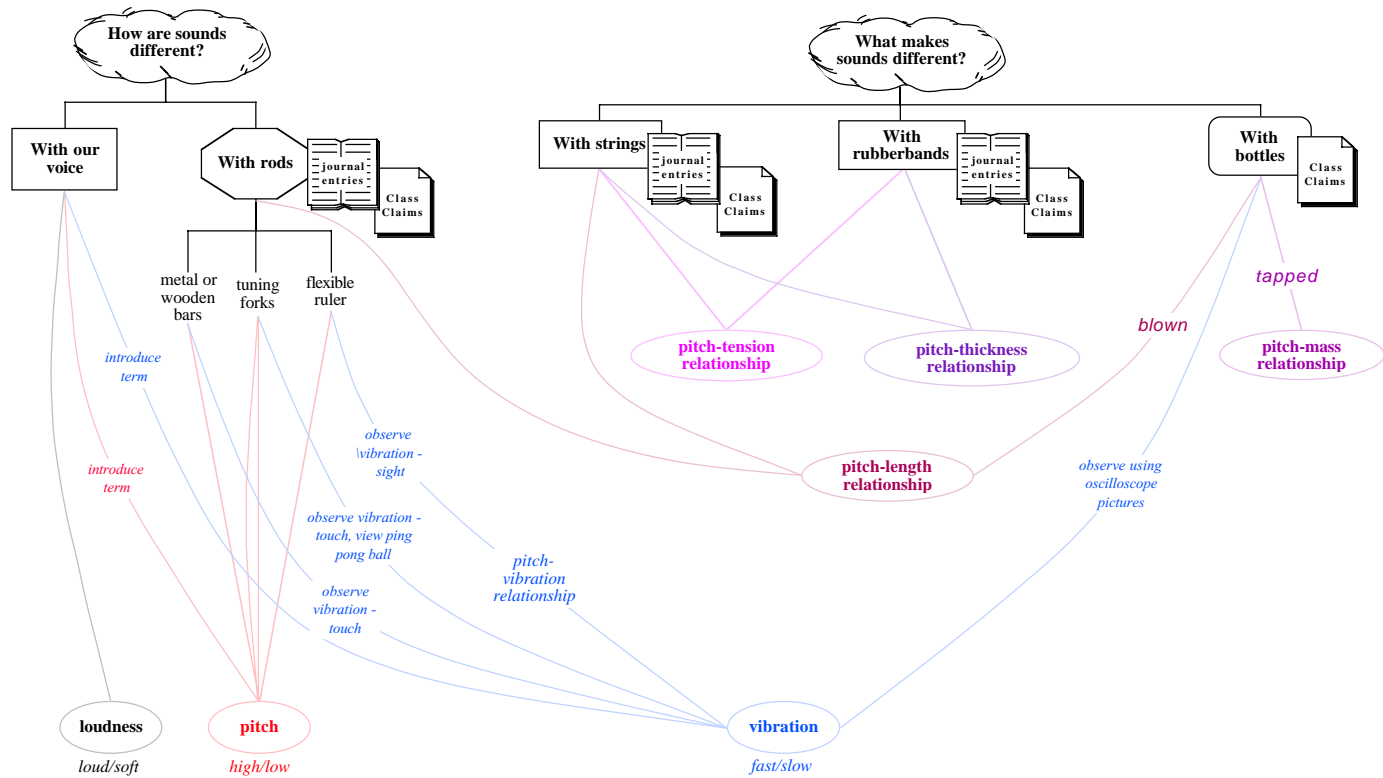 How are sounds
different?
What makes
sounds different?
With our
voice
With rods
journal
entries
Class
Claims
With strings
journal
entries
Class
Claims
With
rubberbands
journal
entries
Class
Claims
With
bottles
Class
Claims
metal or
wooden
bars
tuning
forks
flexible
ruler
tapped
blown
pitch-tension
relationship
pitch-thickness
relationship
pitch-mass
relationship
introduce
term
observe
\vibration -
sight
pitch-length
relationship
introduce
term
observe using
oscilloscope
pictures
observe vibration -
touch, view ping
pong ball
pitch-
vibration
relationship
observe
vibration -
touch
loudness
loud/soft
pitch
high/low
vibration
fast/slow